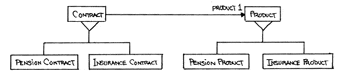 CONTRACT
PRODUCT 1
PRODUCT
PENSION CONTRACT
INSURANCE CONTRACT
PENSION PRODUCT
INSURANCE PRODUCT